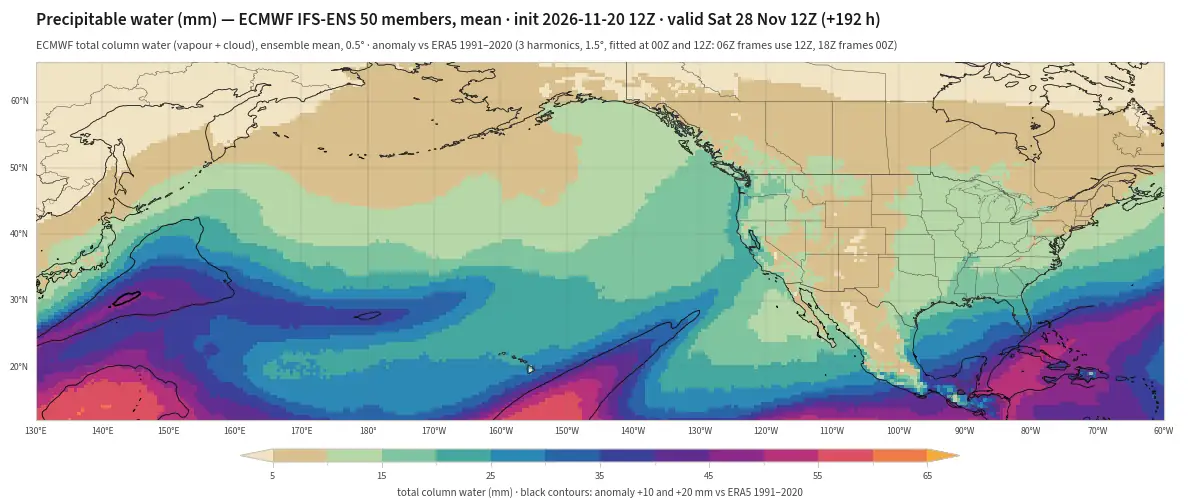 Precipitable water (mm) — ECMWF IFS-ENS 50 members, mean · init 2026-11-20 12Z · valid Sat 28 Nov 12Z (+192 h)
ECMWF total column water (vapour + cloud), ensemble mean, 0.5° · anomaly vs ERA5 1991–2020 (3 harmonics, 1.5°, fitted at 00Z and 12Z: 06Z frames use 12Z, 18Z frames 00Z)
60°N
50°N
40°N
30°N
20°N
130°E 140°E 150°E 160°E 170°E 180° 170°W 160°W 150°W 140°W 130°W 120°W 110°W 100°W 90°W 80°W 70°W 60°W
5 15 25 35 45 55 65
total column water (mm) · black contours: anomaly +10 and +20 mm vs ERA5 1991–2020